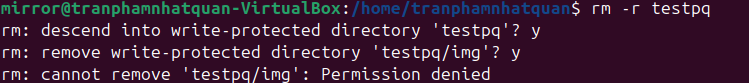 mirror@tranphamnhatquan-VirtualBox:/home/tranphamnhatquan$ rm -r testpq
rm: descend into write-protected directory 'testpq'? y
rm: remove write-protected directory 'testpq/img'? y
rm: cannot remove 'testpq/img': Permission denied